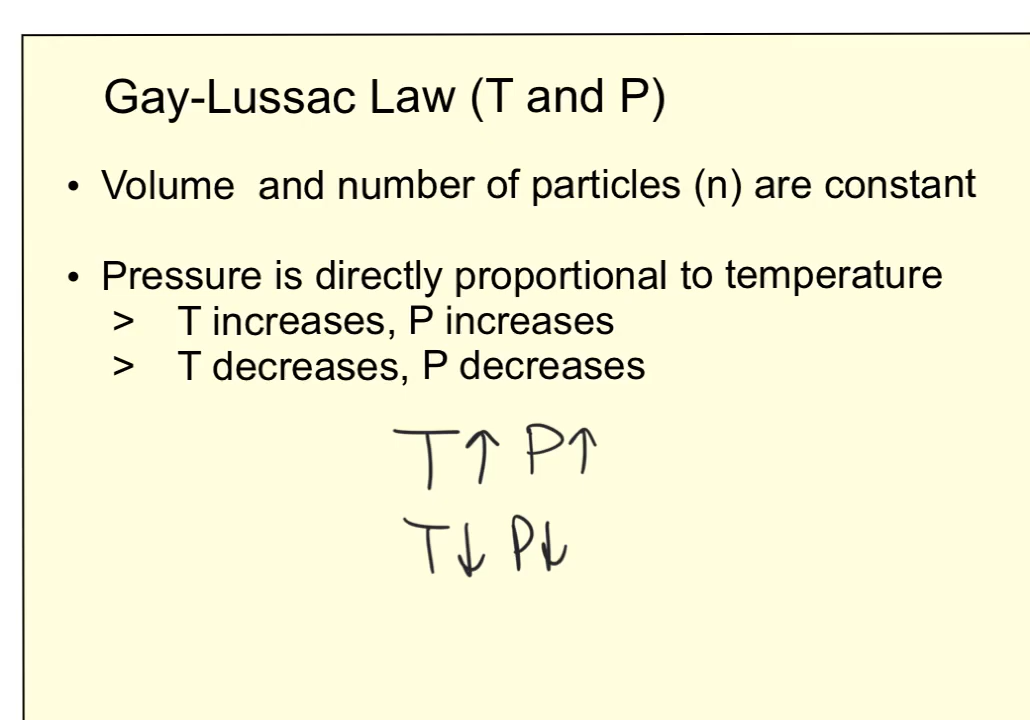 Gay-Lussac Law (T and P)
• Volume and number of particles (n) are constant
• Pressure is directly proportional to temperature
> T increases, P increases
> T decreases, P decreases
T↑ P↑
T↓ P↓